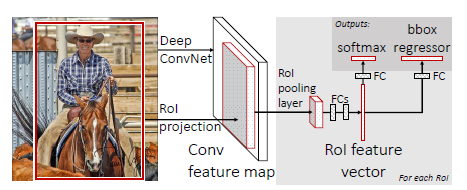 Outputs:
softmax
bbox
regressor
Deep
ConvNet
RoI
projection
Conv
feature map
RoI
pooling
layer
FCs
FC
FC
RoI feature
vector
For each RoI